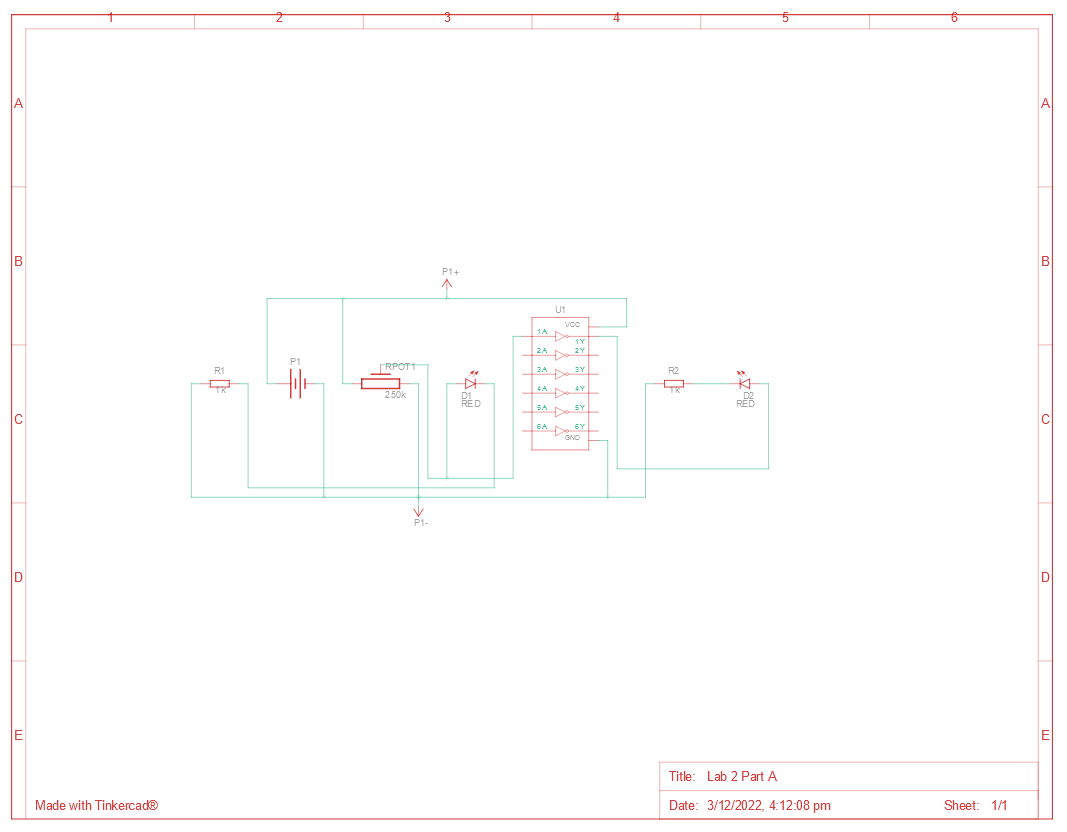 1 2 3 4 5 6
A A
P1+
B B
U1
VCC
1A 1Y
2A 2Y
3A 3Y
4A 4Y
5A 5Y
6A 6Y
GND
R1
1k
P1
RPOT1
250k
D1
RED
R2
1k
D2
RED
C C
P1-
D D
E E
Title: Lab 2 Part A
Made with Tinkercad®
Date: 3/12/2022, 4:12:08 pm Sheet: 1/1